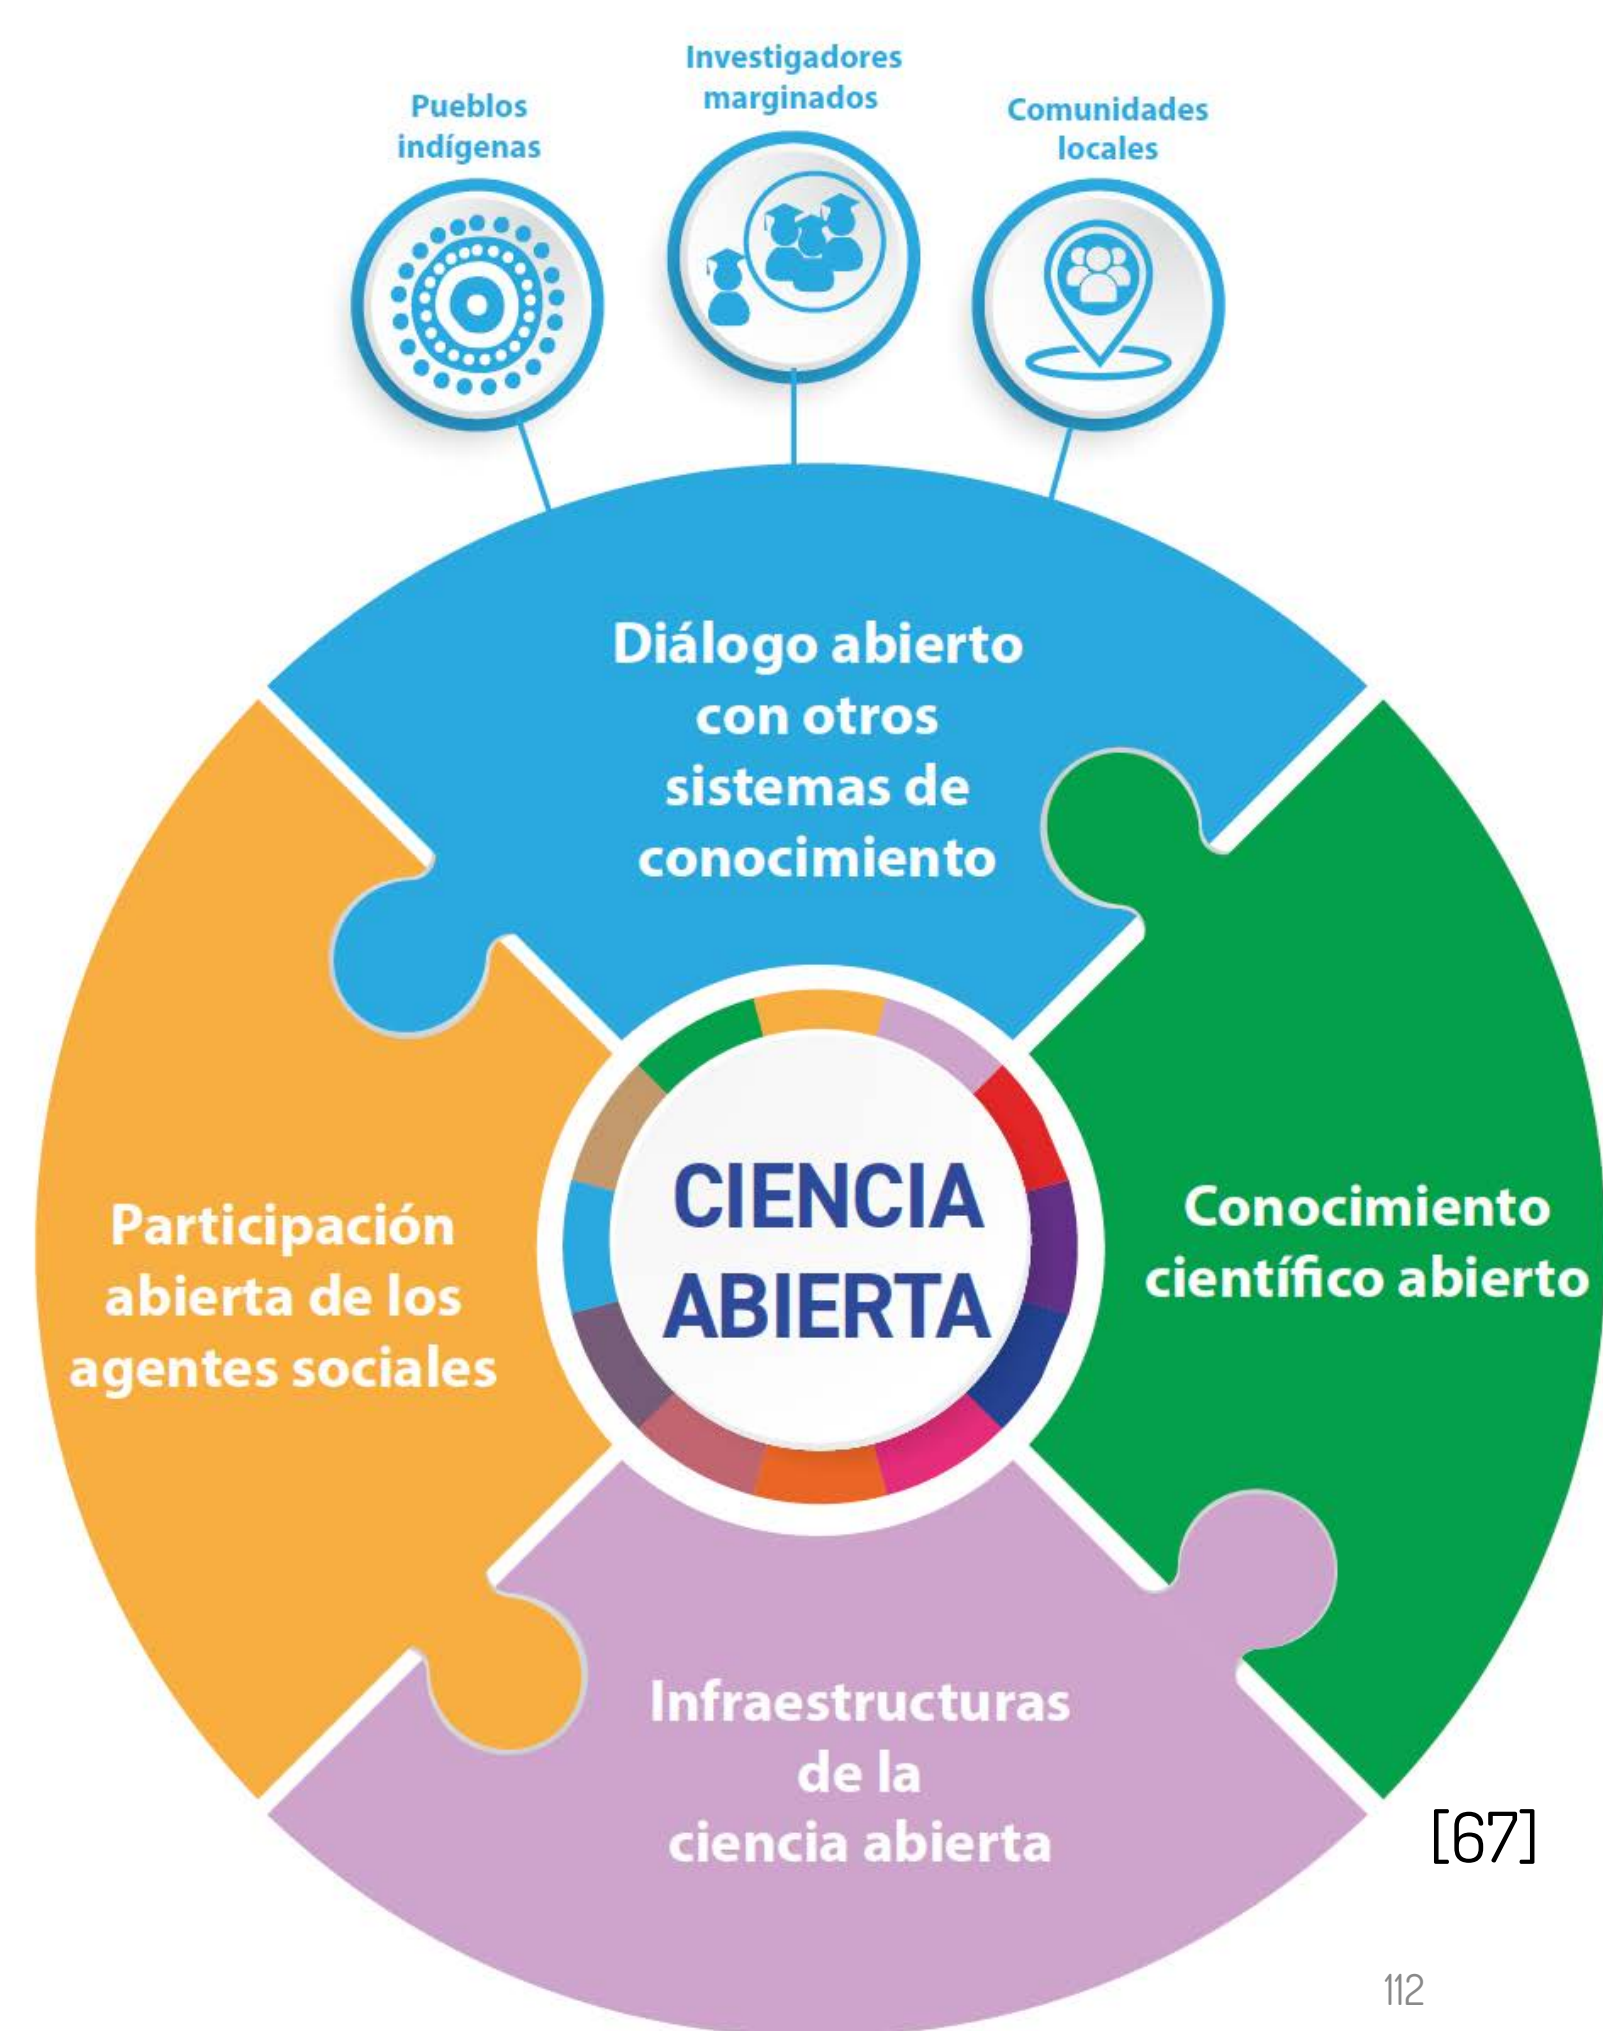 Pueblos
indígenas
Investigadores
marginados
Comunidades
locales
Diálogo abierto
con otros
sistemas de
conocimiento
Participación
abierta de los
agentes sociales
CIENCIA
ABIERTA
Conocimiento
científico abierto
Infraestructuras
de la
ciencia abierta
[67]
112